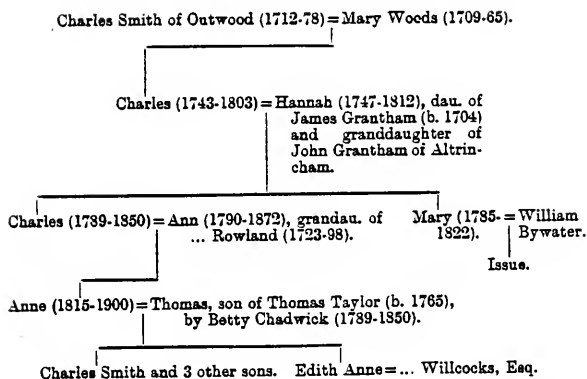 Charles Smith of Outwood (1712-78) = Mary Woods (1709-65).
Charles (1743-1803) = Hannah (1747-1812), dau. of
James Grantham (b. 1704)
and granddaughter of
John Grantham of Altrin-
cham.
Charles (1789-1850) = Ann (1790-1872), grandau. of
... Rowland (1723-98).
Mary (1785- = William
1822). Bywater.
Issue.
Anne (1815-1900) = Thomas, son of Thomas Taylor (b. 1765),
by Betty Chadwick (1789-1850).
Charles Smith and 3 other sons. Edith Anne = ... Willcocks, Esq.